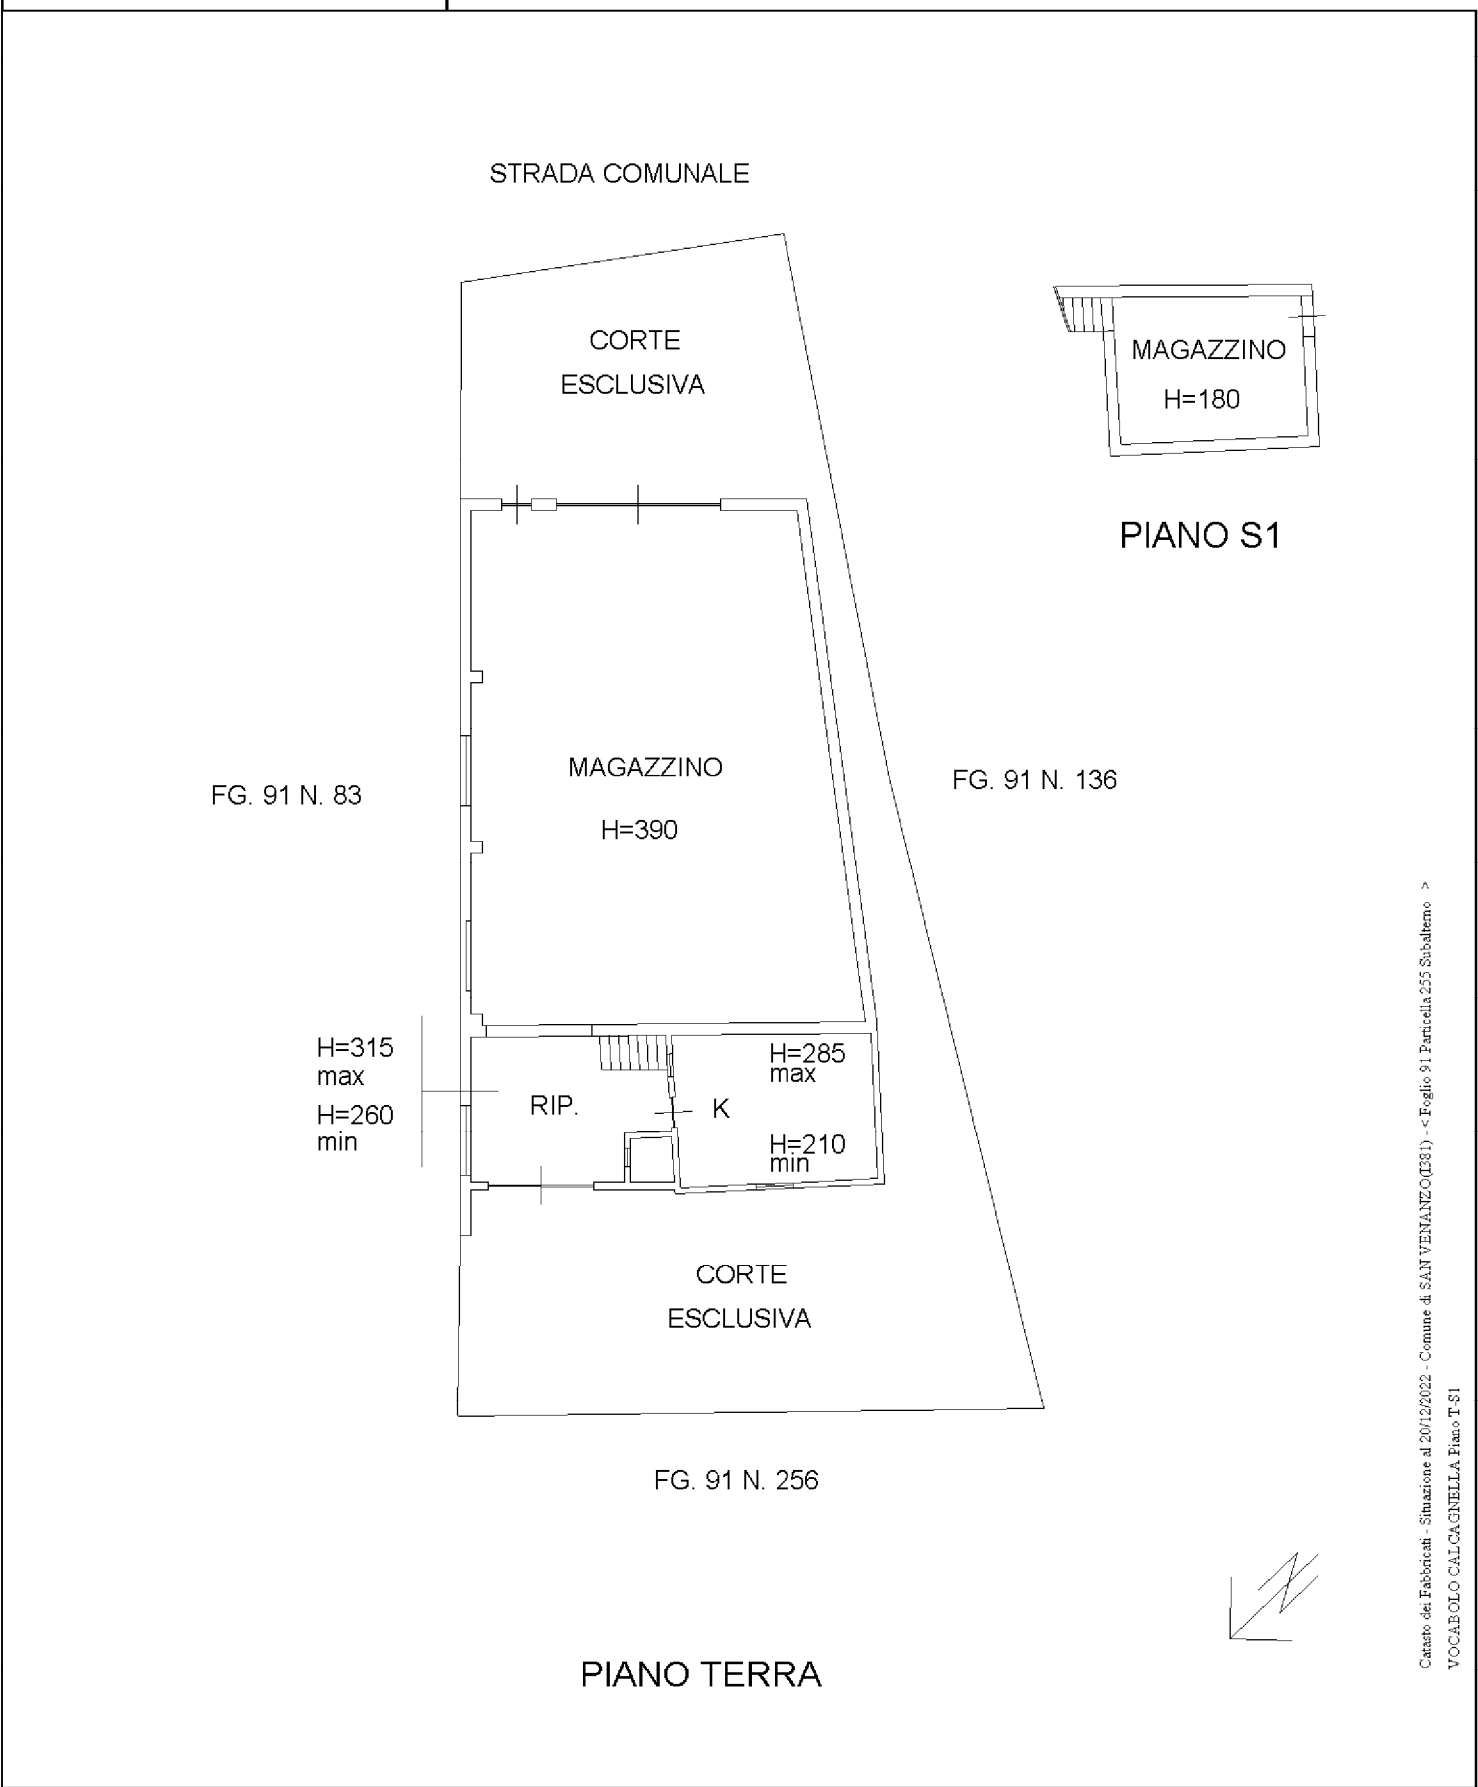 STRADA COMUNALE
CORTE
ESCLUSIVA
MAGAZZINO
H=180
PIANO S1
MAGAZZINO
H=390
FG. 91 N. 83
FG. 91 N. 136
H=315
max
H=260
min
RIP.
K
H=285
max
H=210
min
CORTE
ESCLUSIVA
FG. 91 N. 256
N
PIANO TERRA
Catasto dei Fabbricati - Situazione al 20/12/2022 - Comune di SAN VENANZO(I381) - < Foglio 91 Particella 255 Subalterno >
VOCABOLO CALCAGNELLA Piano T-S1